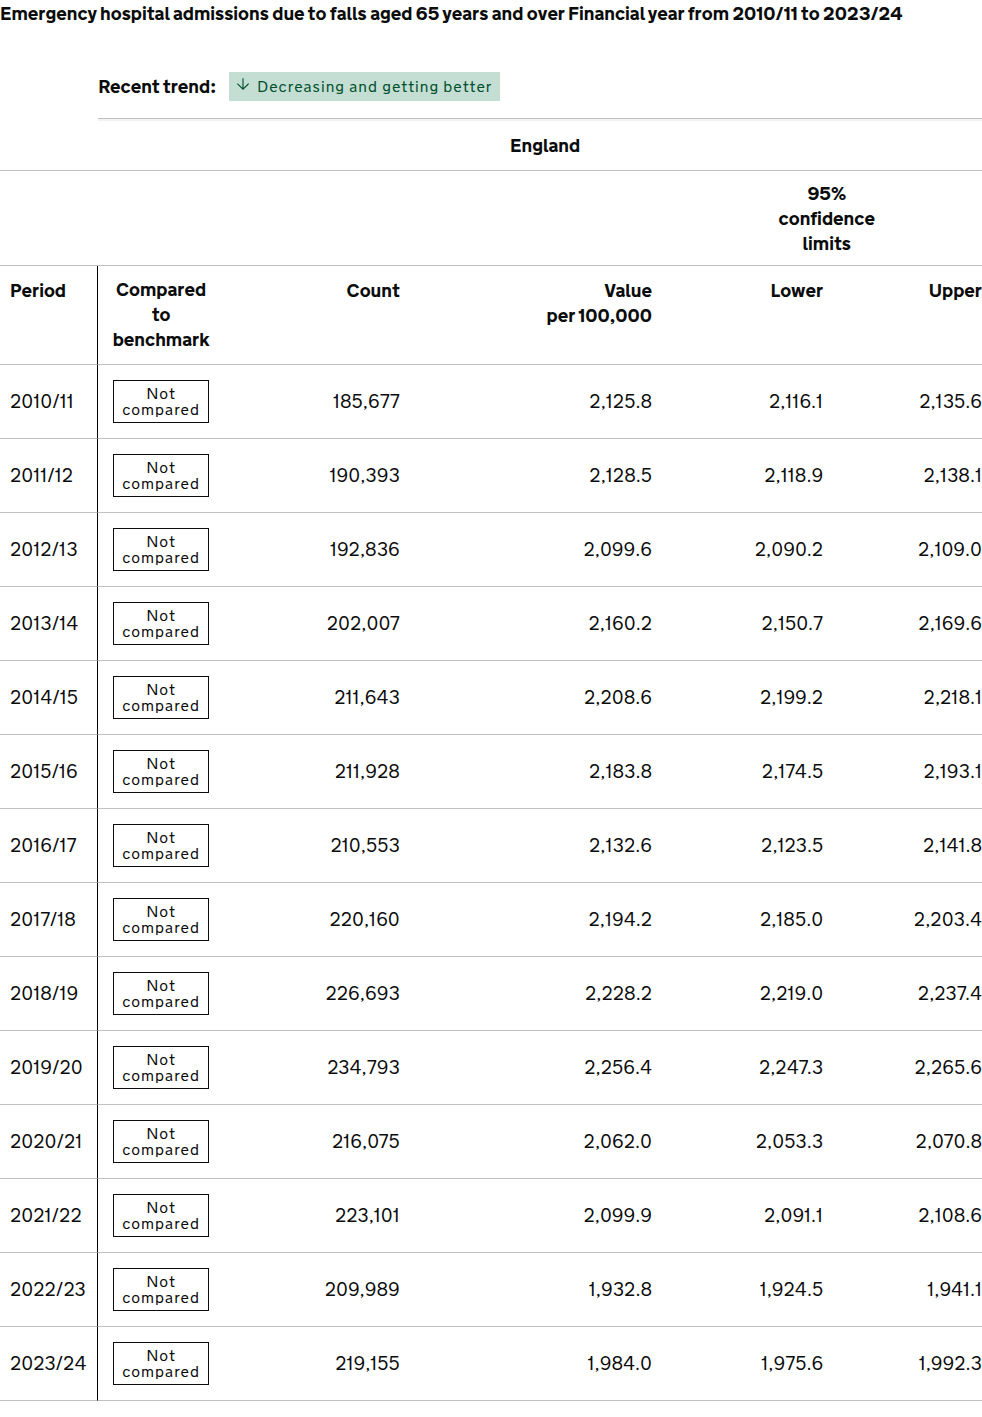 Emergency hospital admissions due to falls aged 65 years and over Financial year from 2010/11 to 2023/24
Recent trend: ↓ Decreasing and getting better
England
95%
confidence
limits
Period Compared to benchmark Count Value per 100,000 Lower Upper
2010/11 Not compared 185,677 2,125.8 2,116.1 2,135.6
2011/12 Not compared 190,393 2,128.5 2,118.9 2,138.1
2012/13 Not compared 192,836 2,099.6 2,090.2 2,109.0
2013/14 Not compared 202,007 2,160.2 2,150.7 2,169.6
2014/15 Not compared 211,643 2,208.6 2,199.2 2,218.1
2015/16 Not compared 211,928 2,183.8 2,174.5 2,193.1
2016/17 Not compared 210,553 2,132.6 2,123.5 2,141.8
2017/18 Not compared 220,160 2,194.2 2,185.0 2,203.4
2018/19 Not compared 226,693 2,228.2 2,219.0 2,237.4
2019/20 Not compared 234,793 2,256.4 2,247.3 2,265.6
2020/21 Not compared 216,075 2,062.0 2,053.3 2,070.8
2021/22 Not compared 223,101 2,099.9 2,091.1 2,108.6
2022/23 Not compared 209,989 1,932.8 1,924.5 1,941.1
2023/24 Not compared 219,155 1,984.0 1,975.6 1,992.3